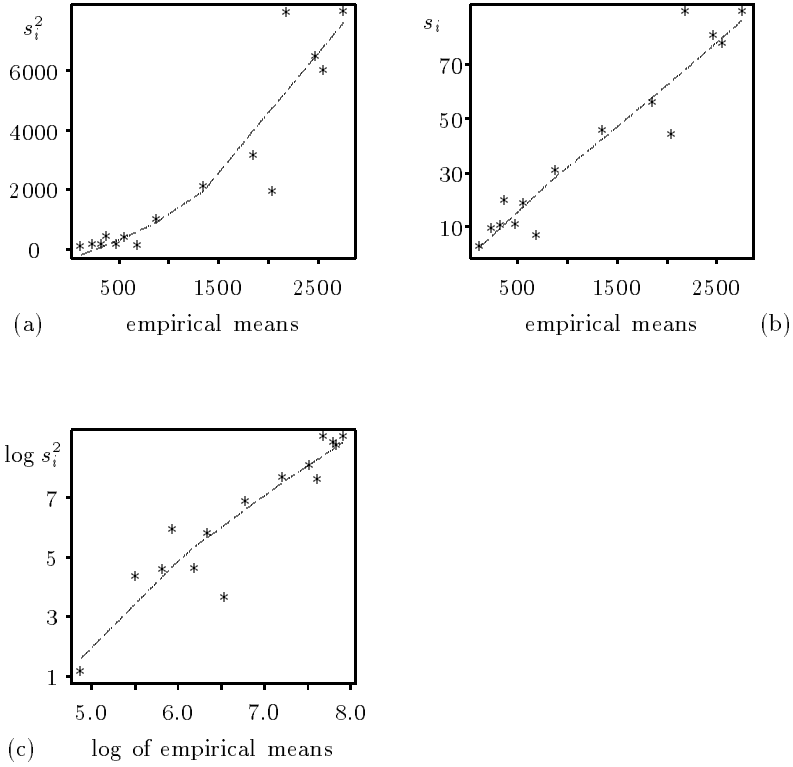 s_i^2
6000
4000
2000
0
500 1500 2500
(a) empirical means
s_i
70
50
30
10
500 1500 2500
empirical means (b)
log s_i^2
7
5
3
1
5.0 6.0 7.0 8.0
(c) log of empirical means